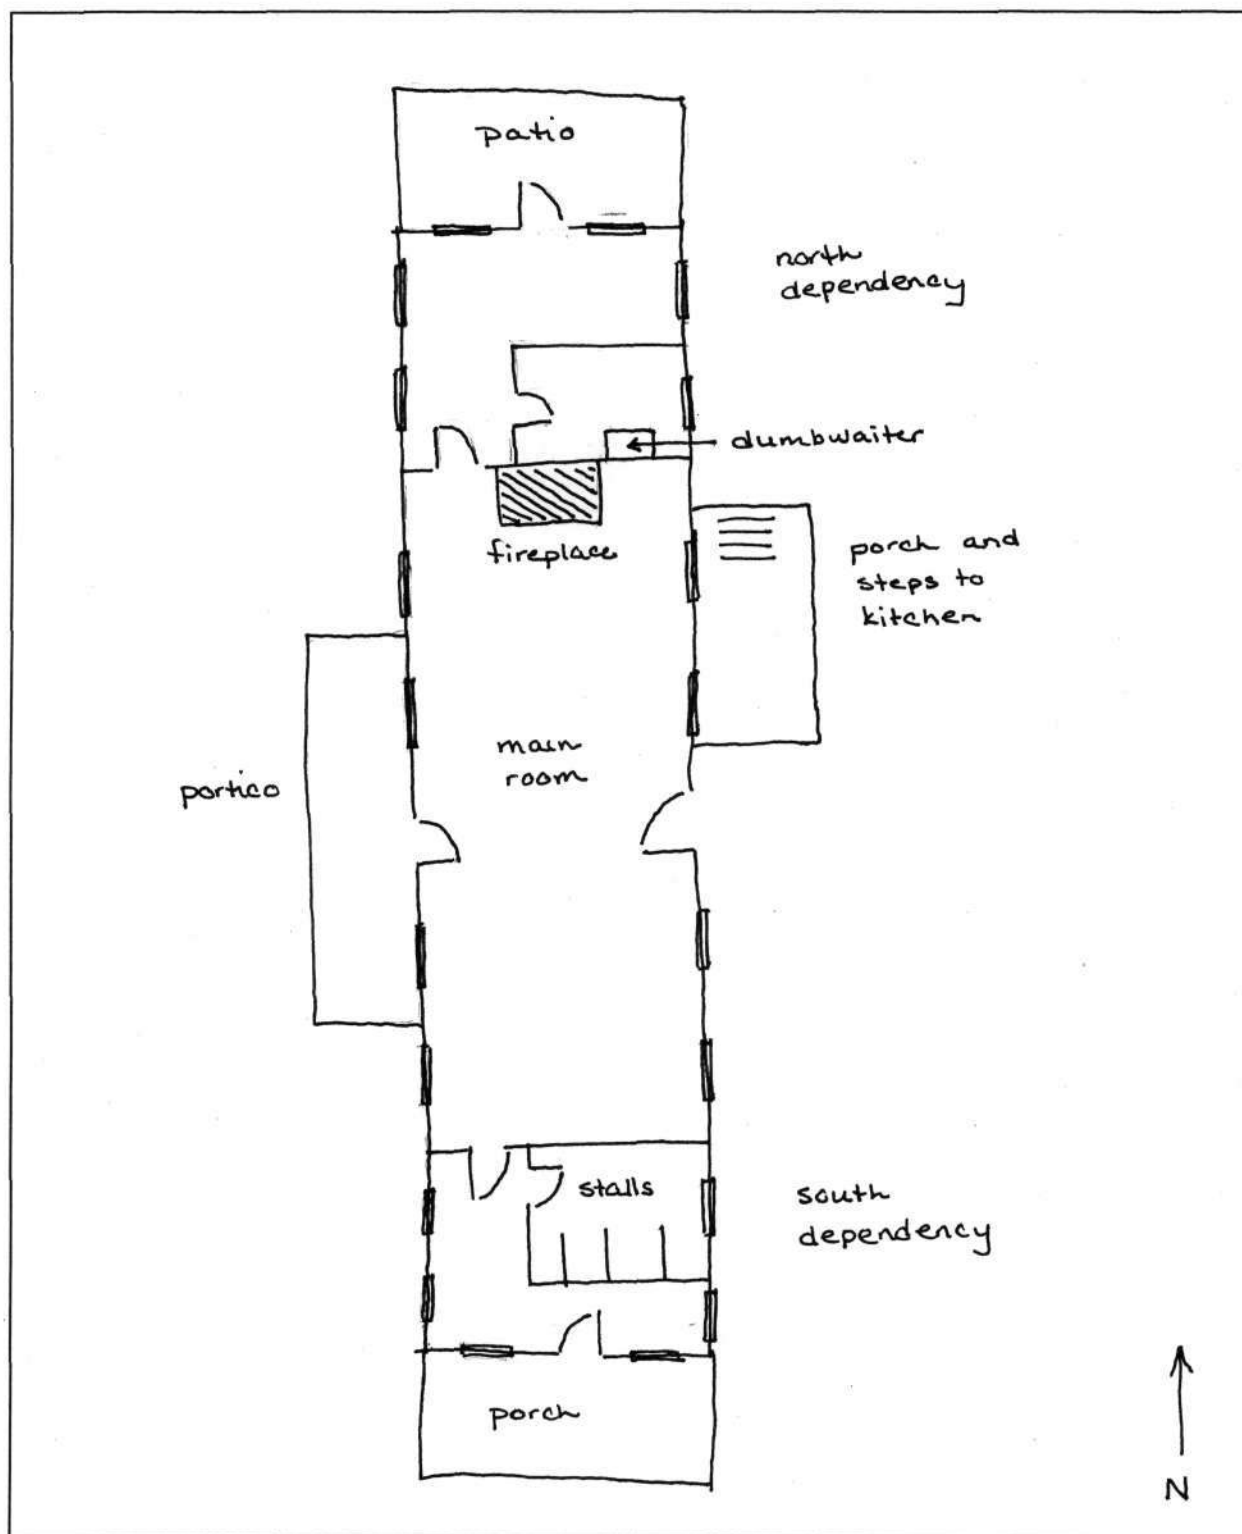 patio
north
dependency
dumbwaiter
fireplace
porch and
steps to
kitchen
main
room
portico
stalls
south
dependency
porch
N